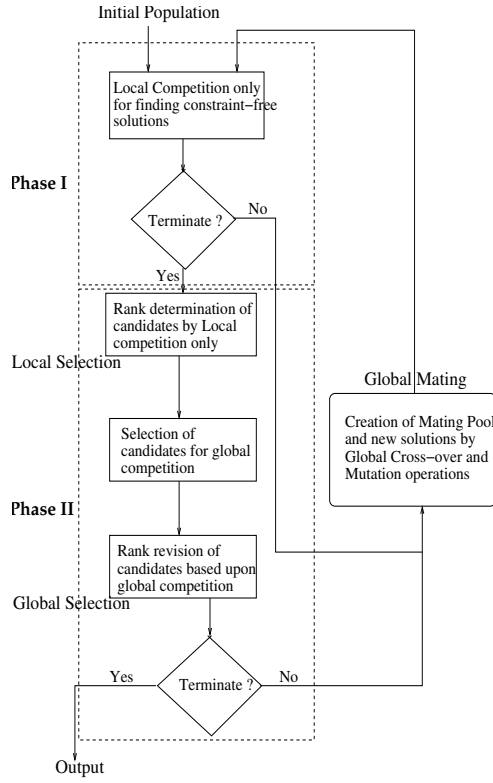 Initial Population
Local Competition only
for finding constraint-free
solutions
Phase I
Terminate ?
No
Yes
Rank determination of
candidates by Local
competition only
Local Selection
Global Mating
Creation of Mating Pool
and new solutions by
Global Cross-over and
Mutation operations
Selection of
candidates for global
competition
Phase II
Rank revision of
candidates based upon
global competition
Global Selection
Yes
Terminate ?
No
Output